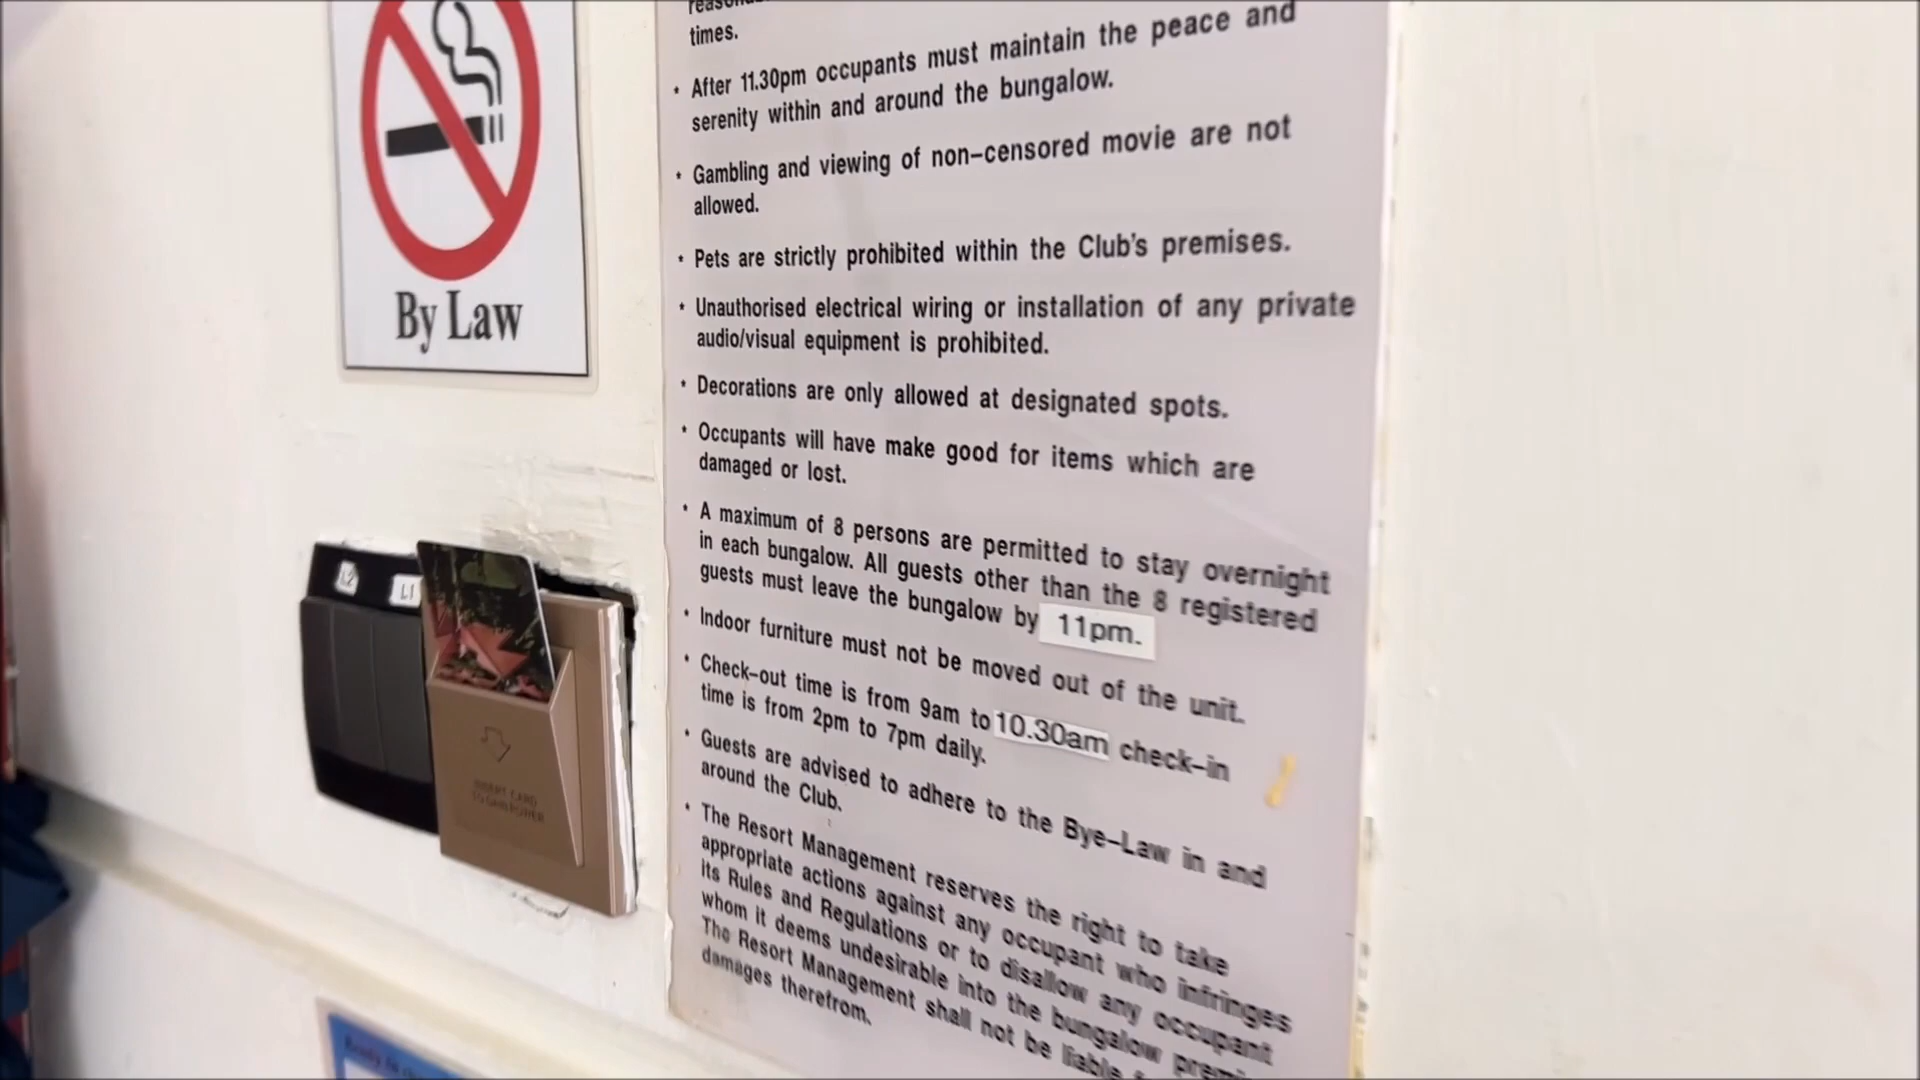 By Law
L2
L1
INSERT CARD
TO GAIN POWER
times.
* After 11.30pm occupants must maintain the peace and
serenity within and around the bungalow.
* Gambling and viewing of non-censored movie are not
allowed.
* Pets are strictly prohibited within the Club's premises.
* Unauthorised electrical wiring or installation of any private
audio/visual equipment is prohibited.
* Decorations are only allowed at designated spots.
* Occupants will have make good for items which are
damaged or lost.
* A maximum of 8 persons are permitted to stay overnight
in each bungalow. All guests other than the 8 registered
guests must leave the bungalow by 11pm.
* Indoor furniture must not be moved out of the unit.
* Check-out time is from 9am to 10.30am check-in
time is from 2pm to 7pm daily.
* Guests are advised to adhere to the Bye-Law in and
around the Club.
* The Resort Management reserves the right to take
appropriate actions against any occupant who infringes
its Rules and Regulations or to disallow any occupant
whom it deems undesirable into the bungalow
The Resort Management shall not be liable
damages therefrom.